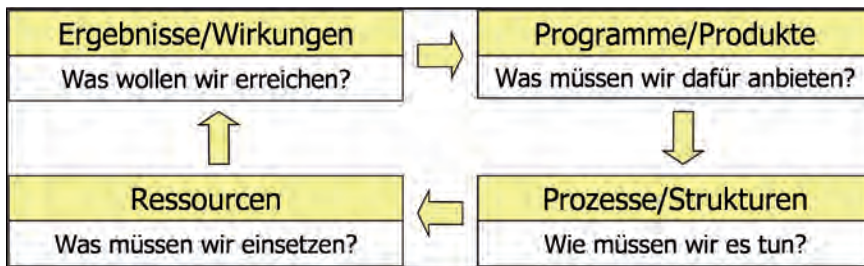 Ergebnisse/Wirkungen
Was wollen wir erreichen?
Programme/Produkte
Was müssen wir dafür anbieten?
Ressourcen
Was müssen wir einsetzen?
Prozesse/Strukturen
Wie müssen wir es tun?